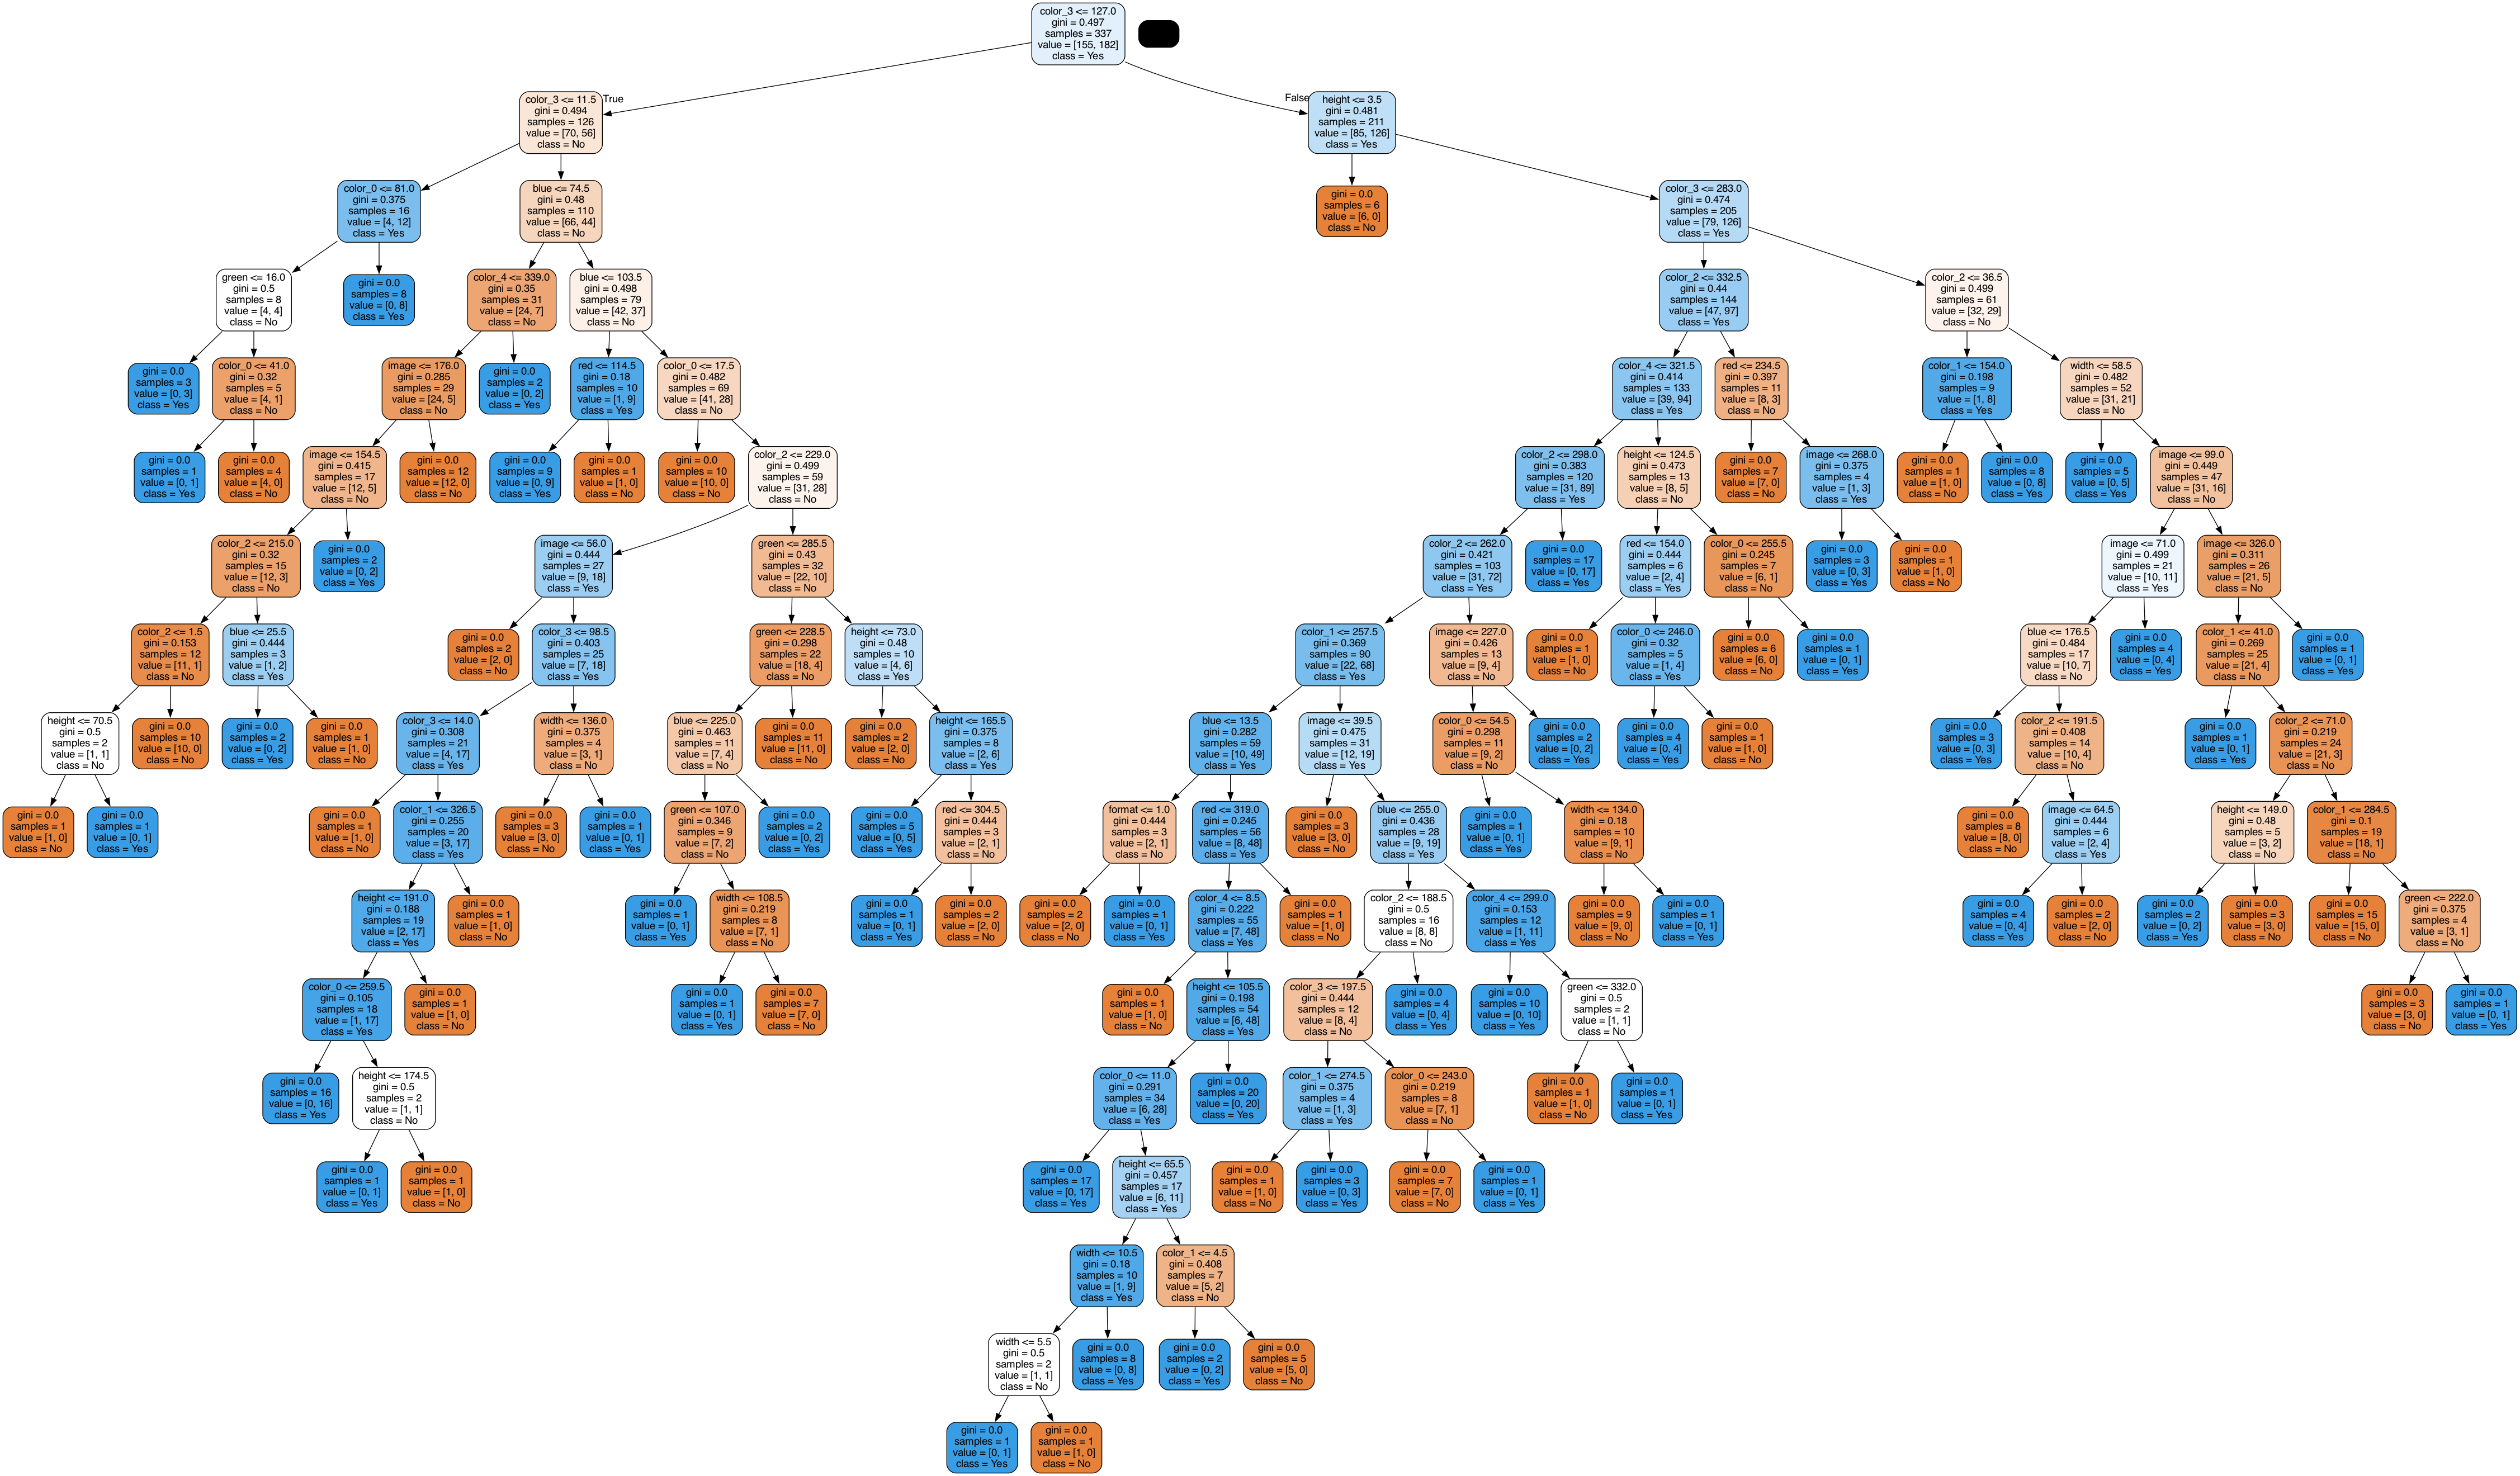 color_3 <= 127.0
gini = 0.497
samples = 337
value = [155, 182]
class = Yes
True
False
color_3 <= 11.5
gini = 0.494
samples = 126
value = [70, 56]
class = No
height <= 3.5
gini = 0.481
samples = 211
value = [85, 126]
class = Yes
color_0 <= 81.0
gini = 0.375
samples = 16
value = [4, 12]
class = Yes
blue <= 74.5
gini = 0.48
samples = 110
value = [66, 44]
class = No
gini = 0.0
samples = 6
value = [6, 0]
class = No
color_3 <= 283.0
gini = 0.474
samples = 205
value = [79, 126]
class = Yes
green <= 16.0
gini = 0.5
samples = 8
value = [4, 4]
class = No
gini = 0.0
samples = 8
value = [0, 8]
class = Yes
color_4 <= 339.0
gini = 0.35
samples = 31
value = [24, 7]
class = No
blue <= 103.5
gini = 0.498
samples = 79
value = [42, 37]
class = No
color_2 <= 332.5
gini = 0.44
samples = 144
value = [47, 97]
class = Yes
color_2 <= 36.5
gini = 0.499
samples = 61
value = [32, 29]
class = No
gini = 0.0
samples = 3
value = [0, 3]
class = Yes
color_0 <= 41.0
gini = 0.32
samples = 5
value = [4, 1]
class = No
image <= 176.0
gini = 0.285
samples = 29
value = [24, 5]
class = No
gini = 0.0
samples = 2
value = [0, 2]
class = Yes
red <= 114.5
gini = 0.18
samples = 10
value = [1, 9]
class = Yes
color_0 <= 17.5
gini = 0.482
samples = 69
value = [41, 28]
class = No
color_4 <= 321.5
gini = 0.414
samples = 133
value = [39, 94]
class = Yes
red <= 234.5
gini = 0.397
samples = 11
value = [8, 3]
class = No
color_1 <= 154.0
gini = 0.198
samples = 9
value = [1, 8]
class = Yes
width <= 58.5
gini = 0.482
samples = 52
value = [31, 21]
class = No
gini = 0.0
samples = 1
value = [0, 1]
class = Yes
gini = 0.0
samples = 4
value = [4, 0]
class = No
image <= 154.5
gini = 0.415
samples = 17
value = [12, 5]
class = No
gini = 0.0
samples = 12
value = [12, 0]
class = No
gini = 0.0
samples = 9
value = [0, 9]
class = Yes
gini = 0.0
samples = 1
value = [1, 0]
class = No
gini = 0.0
samples = 10
value = [10, 0]
class = No
color_2 <= 229.0
gini = 0.499
samples = 59
value = [31, 28]
class = No
color_2 <= 298.0
gini = 0.383
samples = 120
value = [31, 89]
class = Yes
height <= 124.5
gini = 0.473
samples = 13
value = [8, 5]
class = No
gini = 0.0
samples = 7
value = [7, 0]
class = No
image <= 268.0
gini = 0.375
samples = 4
value = [1, 3]
class = Yes
gini = 0.0
samples = 1
value = [1, 0]
class = No
gini = 0.0
samples = 8
value = [0, 8]
class = Yes
gini = 0.0
samples = 5
value = [0, 5]
class = Yes
image <= 99.0
gini = 0.449
samples = 47
value = [31, 16]
class = No
color_2 <= 215.0
gini = 0.32
samples = 15
value = [12, 3]
class = No
gini = 0.0
samples = 2
value = [0, 2]
class = Yes
image <= 56.0
gini = 0.444
samples = 27
value = [9, 18]
class = Yes
green <= 285.5
gini = 0.43
samples = 32
value = [22, 10]
class = No
color_2 <= 262.0
gini = 0.421
samples = 103
value = [31, 72]
class = Yes
gini = 0.0
samples = 17
value = [0, 17]
class = Yes
red <= 154.0
gini = 0.444
samples = 6
value = [2, 4]
class = Yes
color_0 <= 255.5
gini = 0.245
samples = 7
value = [6, 1]
class = No
gini = 0.0
samples = 3
value = [0, 3]
class = Yes
gini = 0.0
samples = 1
value = [1, 0]
class = No
image <= 71.0
gini = 0.499
samples = 21
value = [10, 11]
class = Yes
image <= 326.0
gini = 0.311
samples = 26
value = [21, 5]
class = No
color_2 <= 1.5
gini = 0.153
samples = 12
value = [11, 1]
class = No
blue <= 25.5
gini = 0.444
samples = 3
value = [1, 2]
class = Yes
gini = 0.0
samples = 2
value = [2, 0]
class = No
color_3 <= 98.5
gini = 0.403
samples = 25
value = [7, 18]
class = Yes
green <= 228.5
gini = 0.298
samples = 22
value = [18, 4]
class = No
height <= 73.0
gini = 0.48
samples = 10
value = [4, 6]
class = Yes
color_1 <= 257.5
gini = 0.369
samples = 90
value = [22, 68]
class = Yes
image <= 227.0
gini = 0.426
samples = 13
value = [9, 4]
class = No
gini = 0.0
samples = 1
value = [1, 0]
class = No
color_0 <= 246.0
gini = 0.32
samples = 5
value = [1, 4]
class = Yes
gini = 0.0
samples = 6
value = [6, 0]
class = No
gini = 0.0
samples = 1
value = [0, 1]
class = Yes
blue <= 176.5
gini = 0.484
samples = 17
value = [10, 7]
class = No
gini = 0.0
samples = 4
value = [0, 4]
class = Yes
color_1 <= 41.0
gini = 0.269
samples = 25
value = [21, 4]
class = No
gini = 0.0
samples = 1
value = [0, 1]
class = Yes
height <= 70.5
gini = 0.5
samples = 2
value = [1, 1]
class = No
gini = 0.0
samples = 10
value = [10, 0]
class = No
gini = 0.0
samples = 2
value = [0, 2]
class = Yes
gini = 0.0
samples = 1
value = [1, 0]
class = No
color_3 <= 14.0
gini = 0.308
samples = 21
value = [4, 17]
class = Yes
width <= 136.0
gini = 0.375
samples = 4
value = [3, 1]
class = No
blue <= 225.0
gini = 0.463
samples = 11
value = [7, 4]
class = No
gini = 0.0
samples = 11
value = [11, 0]
class = No
gini = 0.0
samples = 2
value = [2, 0]
class = No
height <= 165.5
gini = 0.375
samples = 8
value = [2, 6]
class = Yes
blue <= 13.5
gini = 0.282
samples = 59
value = [10, 49]
class = Yes
image <= 39.5
gini = 0.475
samples = 31
value = [12, 19]
class = Yes
color_0 <= 54.5
gini = 0.298
samples = 11
value = [9, 2]
class = No
gini = 0.0
samples = 2
value = [0, 2]
class = Yes
gini = 0.0
samples = 4
value = [0, 4]
class = Yes
gini = 0.0
samples = 1
value = [1, 0]
class = No
gini = 0.0
samples = 3
value = [0, 3]
class = Yes
color_2 <= 191.5
gini = 0.408
samples = 14
value = [10, 4]
class = No
gini = 0.0
samples = 1
value = [0, 1]
class = Yes
color_2 <= 71.0
gini = 0.219
samples = 24
value = [21, 3]
class = No
gini = 0.0
samples = 1
value = [1, 0]
class = No
gini = 0.0
samples = 1
value = [0, 1]
class = Yes
gini = 0.0
samples = 1
value = [1, 0]
class = No
color_1 <= 326.5
gini = 0.255
samples = 20
value = [3, 17]
class = Yes
gini = 0.0
samples = 3
value = [3, 0]
class = No
gini = 0.0
samples = 1
value = [0, 1]
class = Yes
green <= 107.0
gini = 0.346
samples = 9
value = [7, 2]
class = No
gini = 0.0
samples = 2
value = [0, 2]
class = Yes
gini = 0.0
samples = 5
value = [0, 5]
class = Yes
red <= 304.5
gini = 0.444
samples = 3
value = [2, 1]
class = No
format <= 1.0
gini = 0.444
samples = 3
value = [2, 1]
class = No
red <= 319.0
gini = 0.245
samples = 56
value = [8, 48]
class = Yes
gini = 0.0
samples = 3
value = [3, 0]
class = No
blue <= 255.0
gini = 0.436
samples = 28
value = [9, 19]
class = Yes
gini = 0.0
samples = 1
value = [0, 1]
class = Yes
width <= 134.0
gini = 0.18
samples = 10
value = [9, 1]
class = No
gini = 0.0
samples = 8
value = [8, 0]
class = No
image <= 64.5
gini = 0.444
samples = 6
value = [2, 4]
class = Yes
height <= 149.0
gini = 0.48
samples = 5
value = [3, 2]
class = No
color_1 <= 284.5
gini = 0.1
samples = 19
value = [18, 1]
class = No
height <= 191.0
gini = 0.188
samples = 19
value = [2, 17]
class = Yes
gini = 0.0
samples = 1
value = [1, 0]
class = No
gini = 0.0
samples = 1
value = [0, 1]
class = Yes
width <= 108.5
gini = 0.219
samples = 8
value = [7, 1]
class = No
gini = 0.0
samples = 1
value = [0, 1]
class = Yes
gini = 0.0
samples = 2
value = [2, 0]
class = No
gini = 0.0
samples = 2
value = [2, 0]
class = No
gini = 0.0
samples = 1
value = [0, 1]
class = Yes
color_4 <= 8.5
gini = 0.222
samples = 55
value = [7, 48]
class = Yes
gini = 0.0
samples = 1
value = [1, 0]
class = No
color_2 <= 188.5
gini = 0.5
samples = 16
value = [8, 8]
class = No
color_4 <= 299.0
gini = 0.153
samples = 12
value = [1, 11]
class = Yes
gini = 0.0
samples = 9
value = [9, 0]
class = No
gini = 0.0
samples = 1
value = [0, 1]
class = Yes
gini = 0.0
samples = 4
value = [0, 4]
class = Yes
gini = 0.0
samples = 2
value = [2, 0]
class = No
gini = 0.0
samples = 2
value = [0, 2]
class = Yes
gini = 0.0
samples = 3
value = [3, 0]
class = No
gini = 0.0
samples = 15
value = [15, 0]
class = No
green <= 222.0
gini = 0.375
samples = 4
value = [3, 1]
class = No
color_0 <= 259.5
gini = 0.105
samples = 18
value = [1, 17]
class = Yes
gini = 0.0
samples = 1
value = [1, 0]
class = No
gini = 0.0
samples = 1
value = [0, 1]
class = Yes
gini = 0.0
samples = 7
value = [7, 0]
class = No
gini = 0.0
samples = 1
value = [1, 0]
class = No
height <= 105.5
gini = 0.198
samples = 54
value = [6, 48]
class = Yes
color_3 <= 197.5
gini = 0.444
samples = 12
value = [8, 4]
class = No
gini = 0.0
samples = 4
value = [0, 4]
class = Yes
gini = 0.0
samples = 10
value = [0, 10]
class = Yes
green <= 332.0
gini = 0.5
samples = 2
value = [1, 1]
class = No
gini = 0.0
samples = 3
value = [3, 0]
class = No
gini = 0.0
samples = 1
value = [0, 1]
class = Yes
gini = 0.0
samples = 16
value = [0, 16]
class = Yes
height <= 174.5
gini = 0.5
samples = 2
value = [1, 1]
class = No
color_0 <= 11.0
gini = 0.291
samples = 34
value = [6, 28]
class = Yes
gini = 0.0
samples = 20
value = [0, 20]
class = Yes
color_1 <= 274.5
gini = 0.375
samples = 4
value = [1, 3]
class = Yes
color_0 <= 243.0
gini = 0.219
samples = 8
value = [7, 1]
class = No
gini = 0.0
samples = 1
value = [1, 0]
class = No
gini = 0.0
samples = 1
value = [0, 1]
class = Yes
gini = 0.0
samples = 1
value = [0, 1]
class = Yes
gini = 0.0
samples = 1
value = [1, 0]
class = No
gini = 0.0
samples = 17
value = [0, 17]
class = Yes
height <= 65.5
gini = 0.457
samples = 17
value = [6, 11]
class = Yes
gini = 0.0
samples = 1
value = [1, 0]
class = No
gini = 0.0
samples = 3
value = [0, 3]
class = Yes
gini = 0.0
samples = 7
value = [7, 0]
class = No
gini = 0.0
samples = 1
value = [0, 1]
class = Yes
width <= 10.5
gini = 0.18
samples = 10
value = [1, 9]
class = Yes
color_1 <= 4.5
gini = 0.408
samples = 7
value = [5, 2]
class = No
width <= 5.5
gini = 0.5
samples = 2
value = [1, 1]
class = No
gini = 0.0
samples = 8
value = [0, 8]
class = Yes
gini = 0.0
samples = 2
value = [0, 2]
class = Yes
gini = 0.0
samples = 5
value = [5, 0]
class = No
gini = 0.0
samples = 1
value = [0, 1]
class = Yes
gini = 0.0
samples = 1
value = [1, 0]
class = No